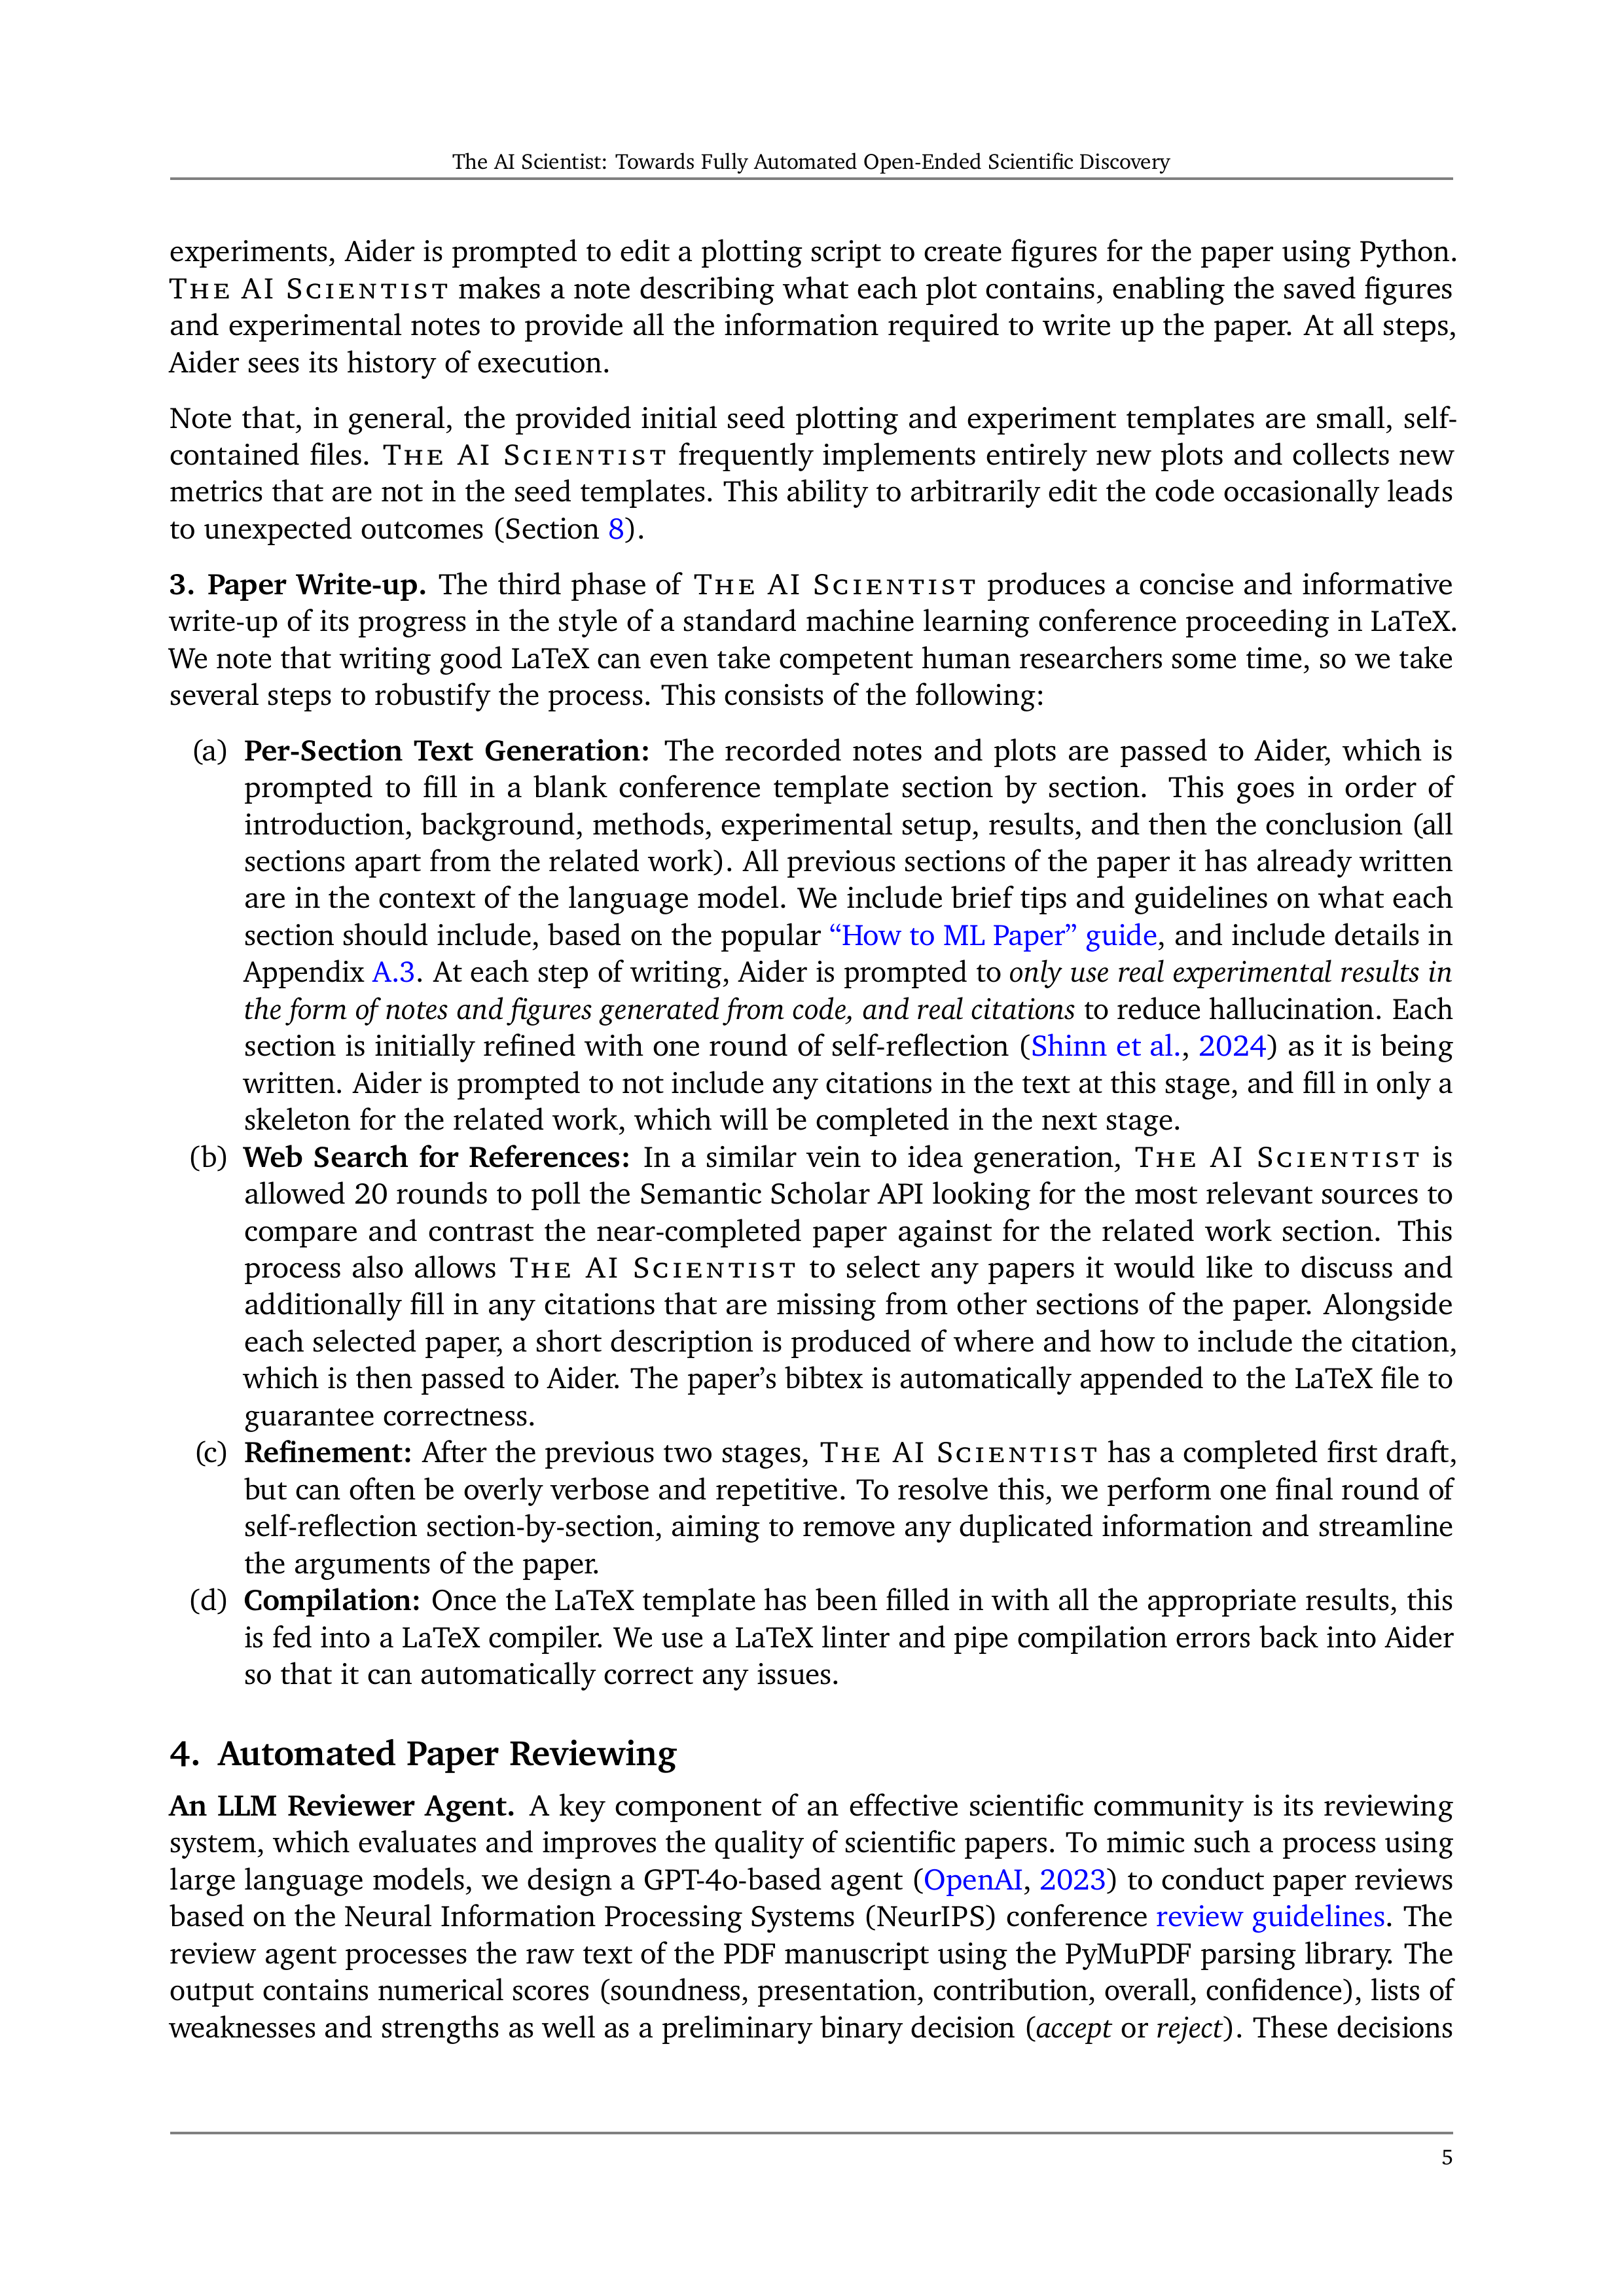 The AI Scientist: Towards Fully Automated Open-Ended Scientific Discovery
experiments, Aider is prompted to edit a plotting script to create figures for the paper using Python.
THE AI SCIENTIST makes a note describing what each plot contains, enabling the saved figures
and experimental notes to provide all the information required to write up the paper. At all steps,
Aider sees its history of execution.
Note that, in general, the provided initial seed plotting and experiment templates are small, self-
contained files. THE AI SCIENTIST frequently implements entirely new plots and collects new
metrics that are not in the seed templates. This ability to arbitrarily edit the code occasionally leads
to unexpected outcomes (Section 8).
3. Paper Write-up. The third phase of THE AI SCIENTIST produces a concise and informative
write-up of its progress in the style of a standard machine learning conference proceeding in LaTeX.
We note that writing good LaTeX can even take competent human researchers some time, so we take
several steps to robustify the process. This consists of the following:
(a) Per-Section Text Generation: The recorded notes and plots are passed to Aider, which is
prompted to fill in a blank conference template section by section. This goes in order of
introduction, background, methods, experimental setup, results, and then the conclusion (all
sections apart from the related work). All previous sections of the paper it has already written
are in the context of the language model. We include brief tips and guidelines on what each
section should include, based on the popular “How to ML Paper” guide, and include details in
Appendix A.3. At each step of writing, Aider is prompted to only use real experimental results in
the form of notes and figures generated from code, and real citations to reduce hallucination. Each
section is initially refined with one round of self-reflection (Shinn et al., 2024) as it is being
written. Aider is prompted to not include any citations in the text at this stage, and fill in only a
skeleton for the related work, which will be completed in the next stage.
(b) Web Search for References: In a similar vein to idea generation, THE AI SCIENTIST is
allowed 20 rounds to poll the Semantic Scholar API looking for the most relevant sources to
compare and contrast the near-completed paper against for the related work section. This
process also allows THE AI SCIENTIST to select any papers it would like to discuss and
additionally fill in any citations that are missing from other sections of the paper. Alongside
each selected paper, a short description is produced of where and how to include the citation,
which is then passed to Aider. The paper’s bibtex is automatically appended to the LaTeX file to
guarantee correctness.
(c) Refinement: After the previous two stages, THE AI SCIENTIST has a completed first draft,
but can often be overly verbose and repetitive. To resolve this, we perform one final round of
self-reflection section-by-section, aiming to remove any duplicated information and streamline
the arguments of the paper.
(d) Compilation: Once the LaTeX template has been filled in with all the appropriate results, this
is fed into a LaTeX compiler. We use a LaTeX linter and pipe compilation errors back into Aider
so that it can automatically correct any issues.
4. Automated Paper Reviewing
An LLM Reviewer Agent. A key component of an effective scientific community is its reviewing
system, which evaluates and improves the quality of scientific papers. To mimic such a process using
large language models, we design a GPT-4o-based agent (OpenAI, 2023) to conduct paper reviews
based on the Neural Information Processing Systems (NeurIPS) conference review guidelines. The
review agent processes the raw text of the PDF manuscript using the PyMuPDF parsing library. The
output contains numerical scores (soundness, presentation, contribution, overall, confidence), lists of
weaknesses and strengths as well as a preliminary binary decision (accept or reject). These decisions
5